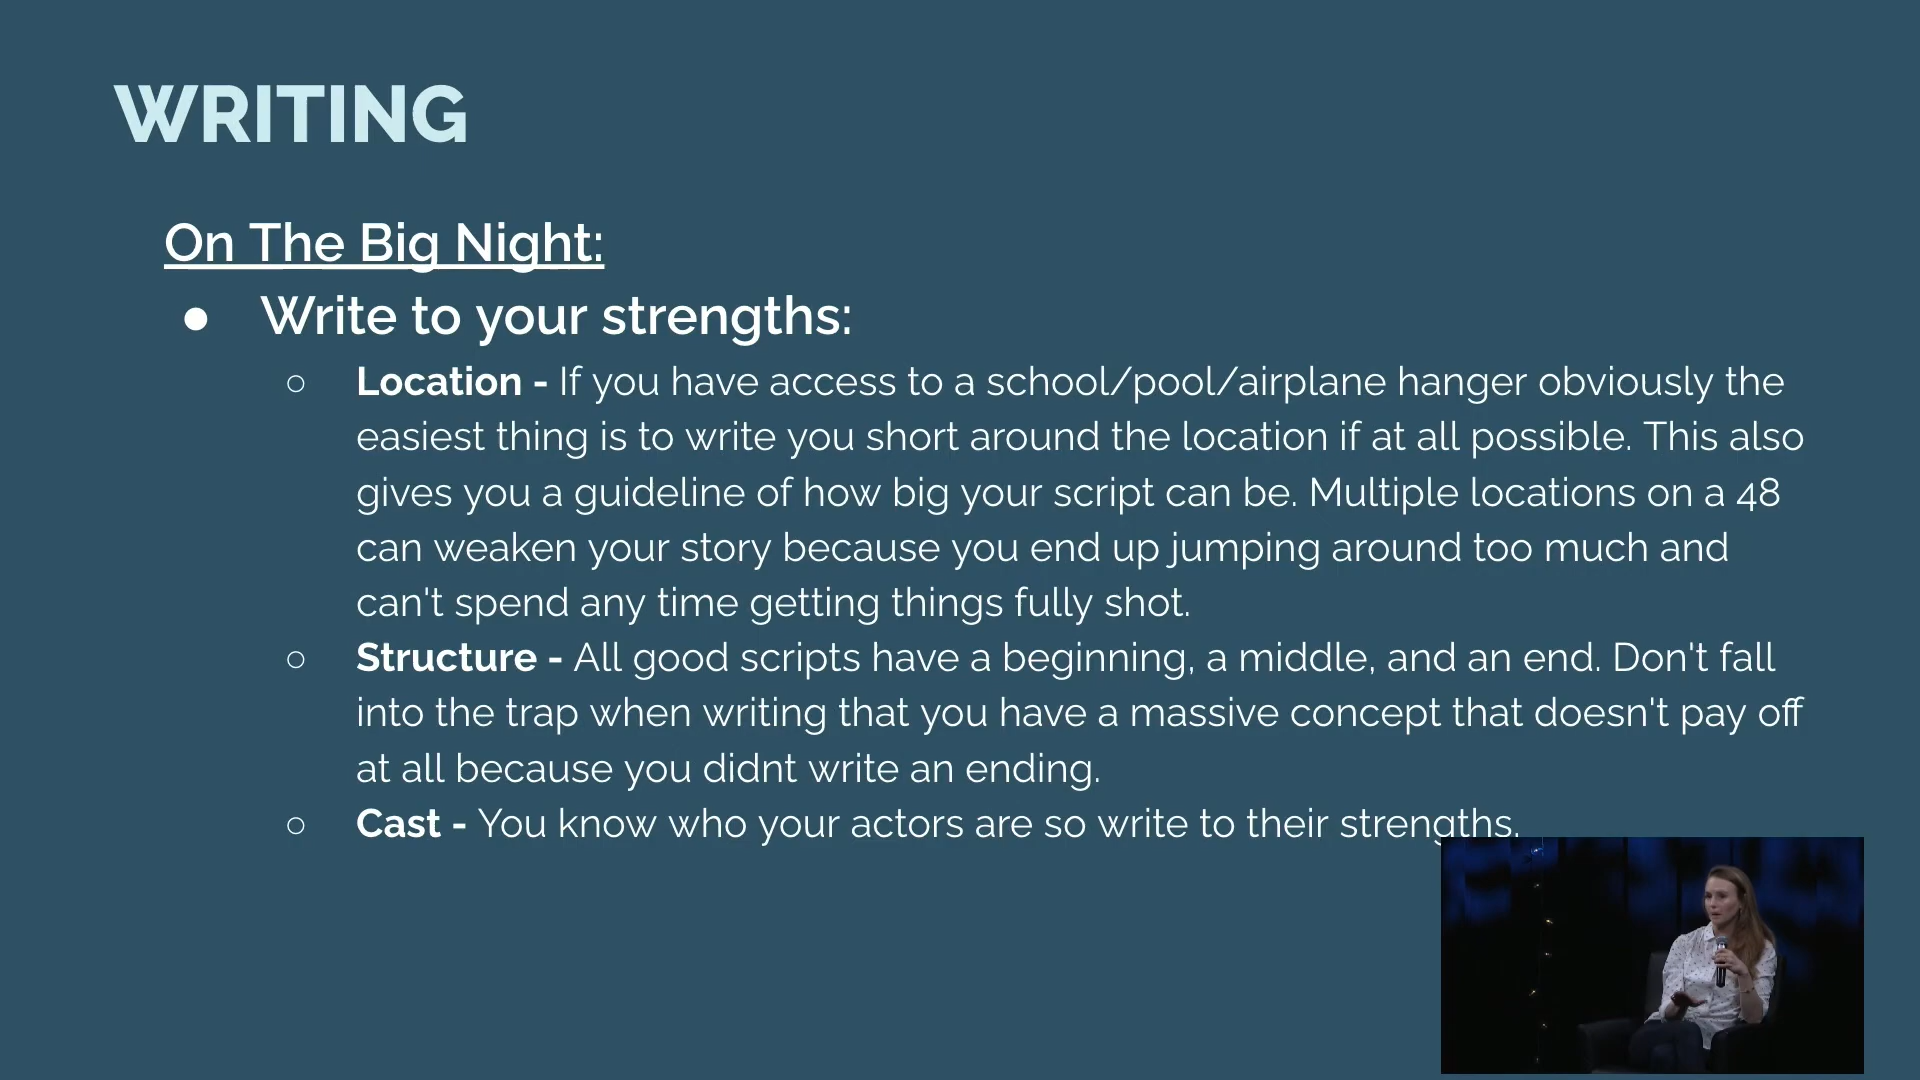 WRITING
On The Big Night:
● Write to your strengths:
○ Location - If you have access to a school/pool/airplane hanger obviously the
easiest thing is to write you short around the location if at all possible. This also
gives you a guideline of how big your script can be. Multiple locations on a 48
can weaken your story because you end up jumping around too much and
can't spend any time getting things fully shot.
○ Structure - All good scripts have a beginning, a middle, and an end. Don't fall
into the trap when writing that you have a massive concept that doesn't pay off
at all because you didnt write an ending.
○ Cast - You know who your actors are so write to their strengths.